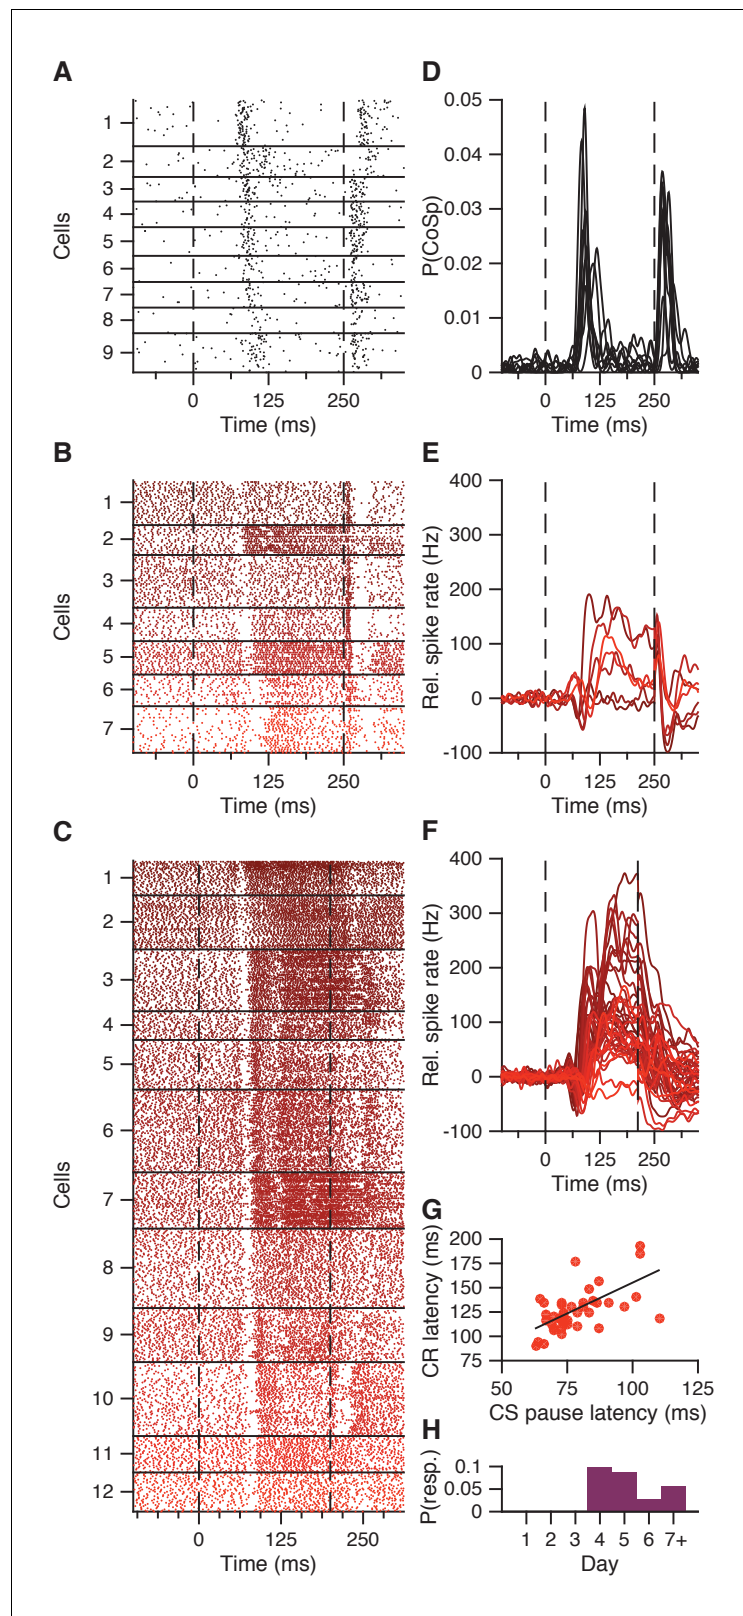 A
Cells
1
2
3
4
5
6
7
8
9
0 125 250
Time (ms)
B
Cells
1
2
3
4
5
6
7
0 125 250
Time (ms)
C
Cells
1
2
3
4
5
6
7
8
9
10
11
12
0 125 250
Time (ms)
D
P(CoSp)
0.05
0.04
0.03
0.02
0.01
0
0 125 250
Time (ms)
E
Rel. spike rate (Hz)
400
300
200
100
0
-100
0 125 250
Time (ms)
F
Rel. spike rate (Hz)
400
300
200
100
0
-100
0 125 250
Time (ms)
G
CR latency (ms)
200
175
150
125
100
75
50 75 100 125
CS pause latency (ms)
H
P(resp.)
0.1
0.05
0
1 2 3 4 5 6 7+
Day